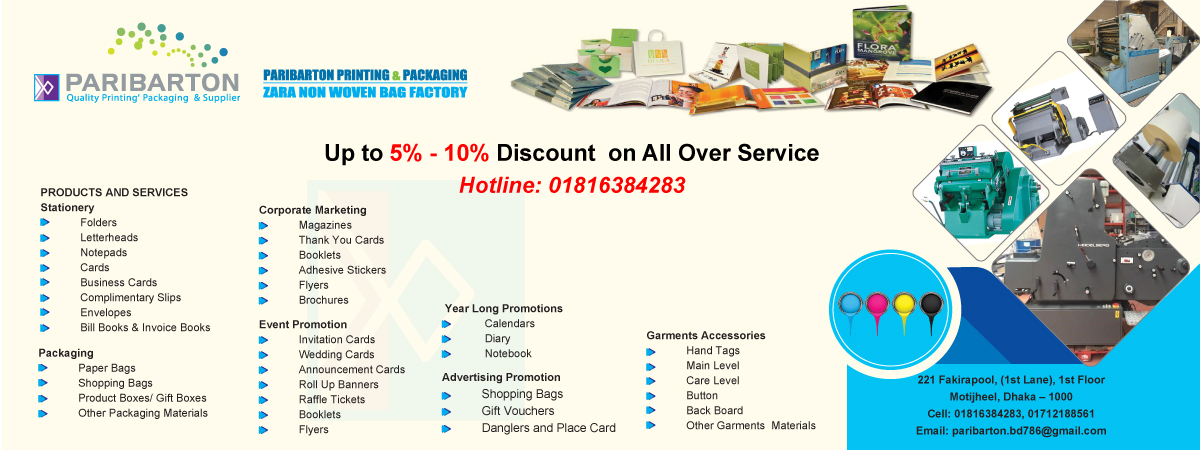 PARIBARTON
Quality Printing' Packaging & Supplier
PARIBARTON PRINTING & PACKAGING
ZARA NON WOVEN BAG FACTORY
FLORA
MANGROVE
Up to 5% - 10% Discount on All Over Service
Hotline: 01816384283
PRODUCTS AND SERVICES
Stationery
Folders
Letterheads
Notepads
Cards
Business Cards
Complimentary Slips
Envelopes
Bill Books & Invoice Books
Packaging
Paper Bags
Shopping Bags
Product Boxes/ Gift Boxes
Other Packaging Materials
Corporate Marketing
Magazines
Thank You Cards
Booklets
Adhesive Stickers
Flyers
Brochures
Event Promotion
Invitation Cards
Wedding Cards
Announcement Cards
Roll Up Banners
Raffle Tickets
Booklets
Flyers
Year Long Promotions
Calendars
Diary
Notebook
Advertising Promotion
Shopping Bags
Gift Vouchers
Danglers and Place Card
Garments Accessories
Hand Tags
Main Level
Care Level
Button
Back Board
Other Garments Materials
HEIDELBERG
221 Fakirapool, (1st Lane), 1st Floor
Motijheel, Dhaka – 1000
Cell: 01816384283, 01712188561
Email: paribarton.bd786@gmail.com